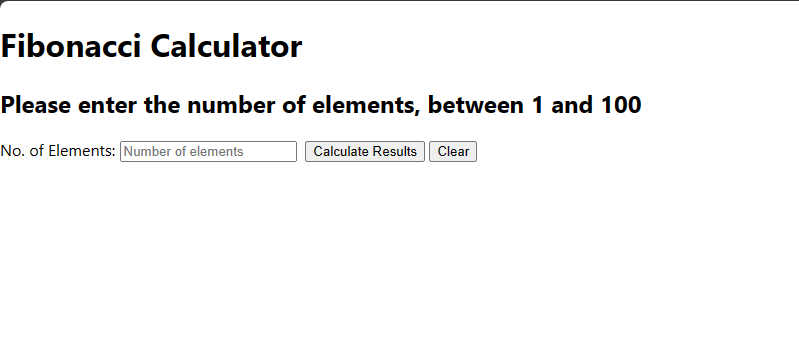 Fibonacci Calculator
Please enter the number of elements, between 1 and 100
No. of Elements: Number of elements Calculate Results Clear